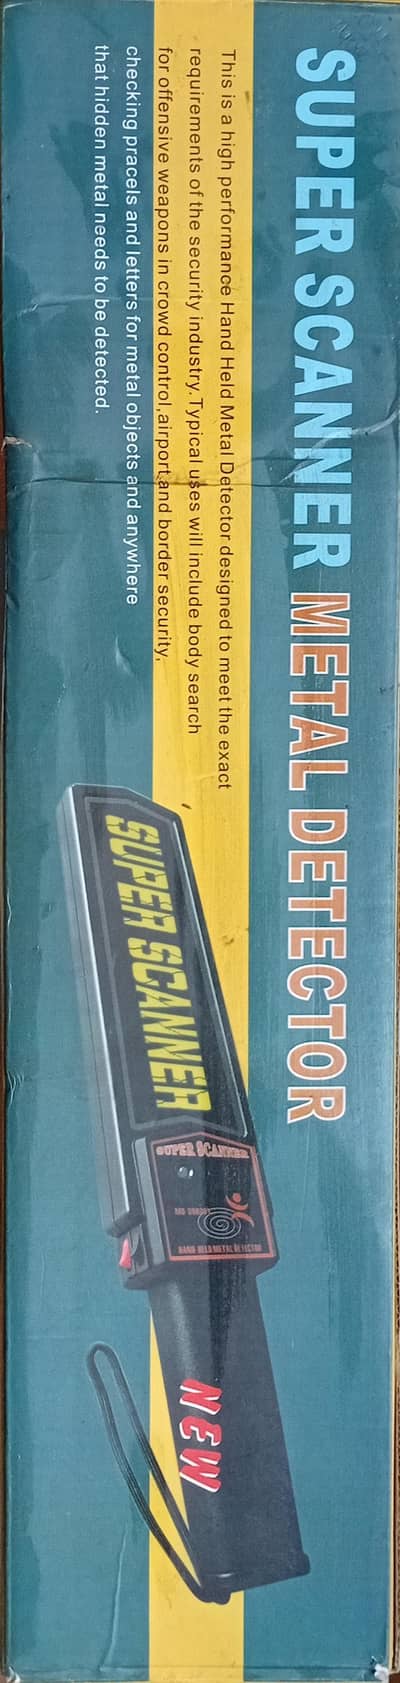 SUPER SCANNER METAL DETECTOR
This is a high performance Hand Held Metal Detector designed to meet the exact
requirements of the security industry. Typical uses will include body search
for offensive weapons in crowd control, airport and border security,
checking pracels and letters for metal objects and anywhere
that hidden metal needs to be detected.
SUPER SCANNER
SUPER SCANNER
HAND HELD METAL DETECTOR
NEW